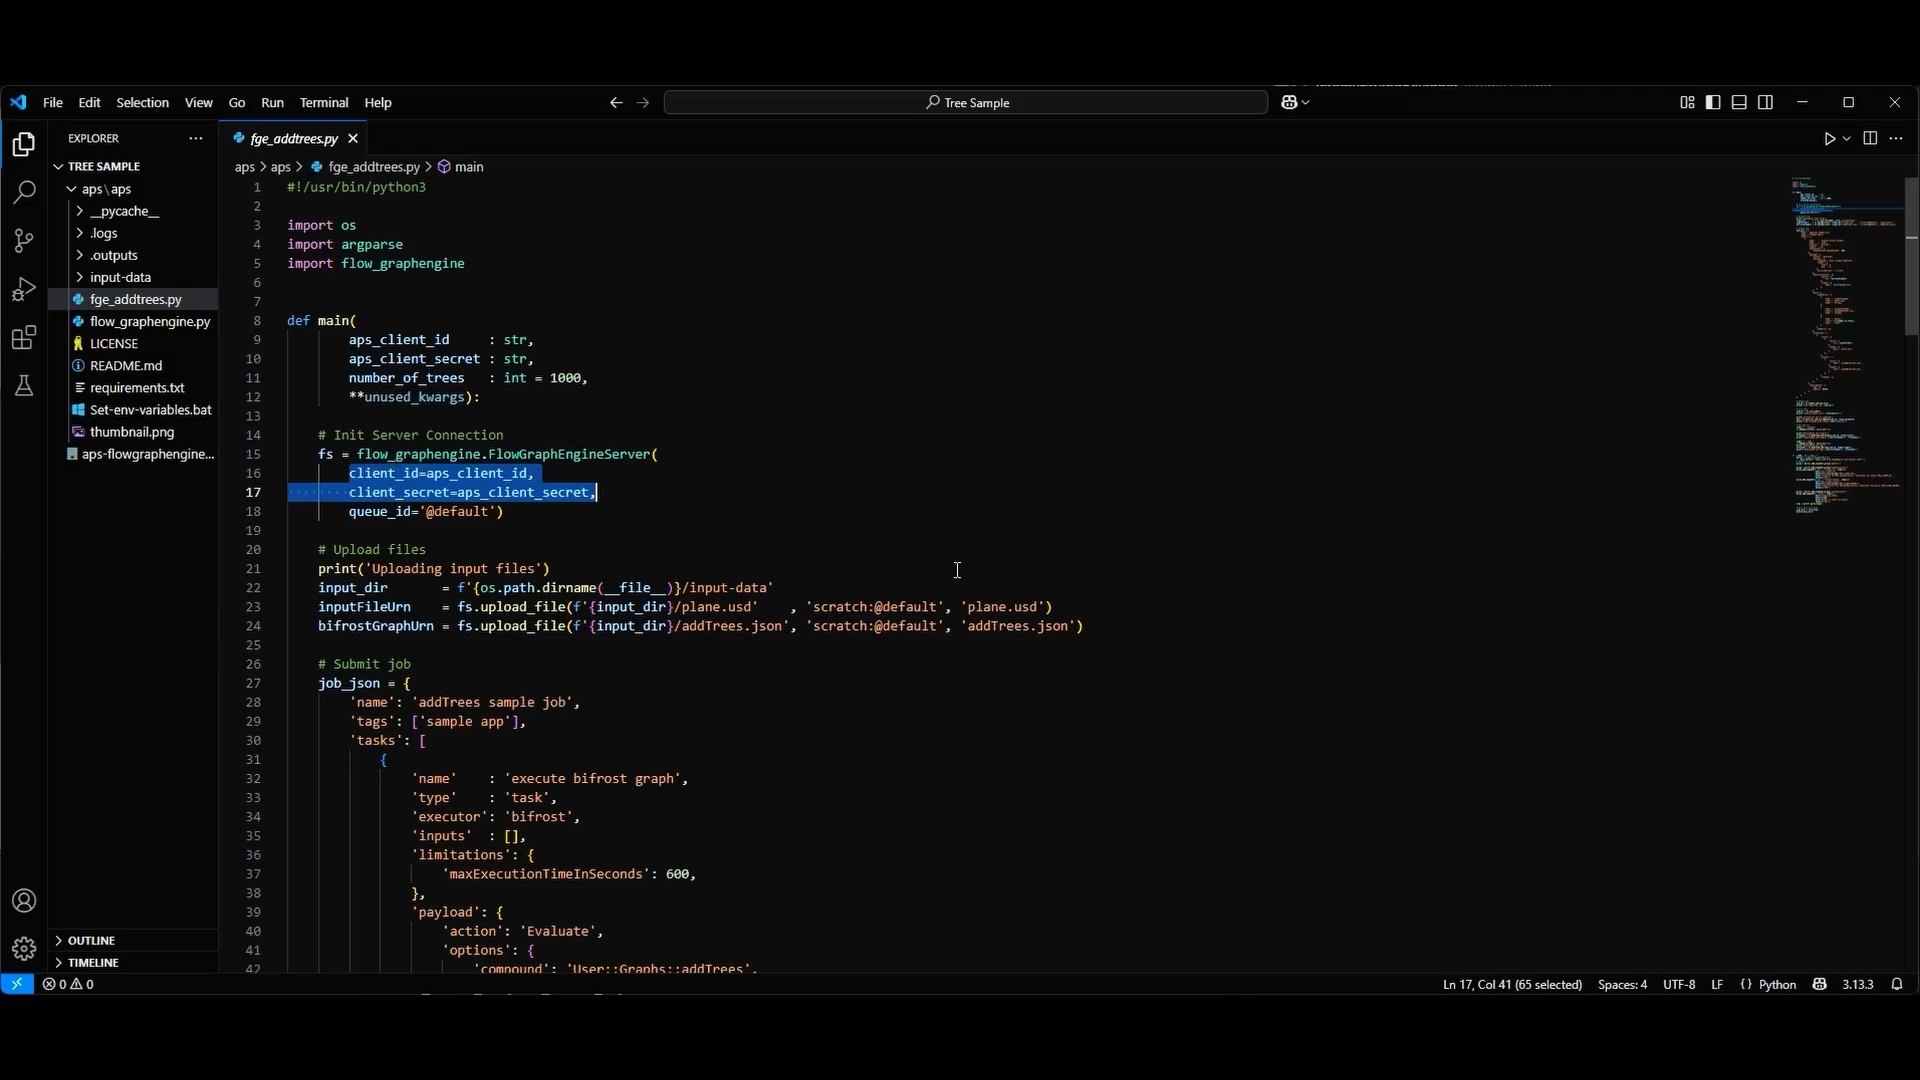 File Edit Selection View Go Run Terminal Help
Tree Sample
EXPLORER
fge_addtrees.py
TREE SAMPLE
aps\aps
__pycache__
.logs
.outputs
input-data
fge_addtrees.py
flow_graphengine.py
LICENSE
README.md
requirements.txt
Set-env-variables.bat
thumbnail.png
aps-flowgraphengine...
OUTLINE
TIMELINE
aps > aps > fge_addtrees.py > main
1 #!/usr/bin/python3
2
3 import os
4 import argparse
5 import flow_graphengine
6
7
8 def main(
9 aps_client_id : str,
10 aps_client_secret : str,
11 number_of_trees : int = 1000,
12 **unused_kwargs):
13
14 # Init Server Connection
15 fs = flow_graphengine.FlowGraphEngineServer(
16 client_id=aps_client_id,
17 client_secret=aps_client_secret,
18 queue_id='@default')
19
20 # Upload files
21 print('Uploading input files')
22 input_dir = f'{os.path.dirname(__file__)}/input-data'
23 inputFileUrn = fs.upload_file(f'{input_dir}/plane.usd' , 'scratch:@default', 'plane.usd')
24 bifrostGraphUrn = fs.upload_file(f'{input_dir}/addTrees.json', 'scratch:@default', 'addTrees.json')
25
26 # Submit job
27 job_json = {
28 'name': 'addTrees sample job',
29 'tags': ['sample app'],
30 'tasks': [
31 {
32 'name' : 'execute bifrost graph',
33 'type' : 'task',
34 'executor': 'bifrost',
35 'inputs' : [],
36 'limitations': {
37 'maxExecutionTimeInSeconds': 600,
38 },
39 'payload': {
40 'action': 'Evaluate',
41 'options': {
42 'compound': 'User::Graphs::addTrees',
0 0
Ln 17, Col 41 (65 selected) Spaces: 4 UTF-8 LF {} Python 3.13.3